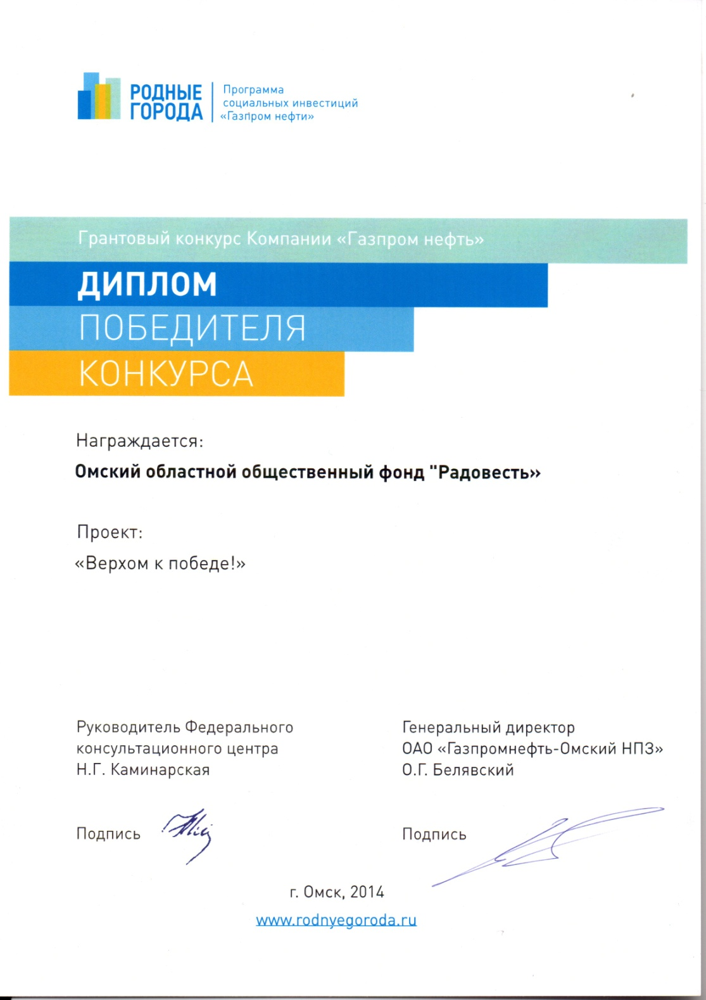 РОДНЫЕ
ГОРОДА
Программа
социальных инвестиций
«Газпром нефти»
Грантовый конкурс Компании «Газпром нефть»
ДИПЛОМ
ПОБЕДИТЕЛЯ
КОНКУРСА
Награждается:
Омский областной общественный фонд "Радовесть»
Проект:
«Верхом к победе!»
Руководитель Федерального
консультационного центра
Н.Г. Каминарская
Генеральный директор
ОАО «Газпромнефть-Омский НПЗ»
О.Г. Белявский
Подпись
Подпись
г. Омск, 2014
www.rodnyegoroda.ru